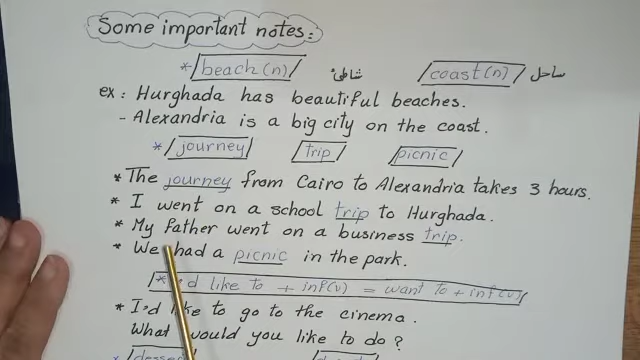 Some important notes:
* beach(n) شاطئ coast(n) ساحل
ex: Hurghada has beautiful beaches.
- Alexandria is a big city on the coast.
* journey trip picnic
* The journey from Cairo to Alexandria takes 3 hours.
* I went on a school trip to Hurghada.
* My father went on a business trip.
* We had a picnic in the park.
*'d like to + inf(v) = want to + inf(v)
* I'd like to go to the cinema.
What would you like to do?